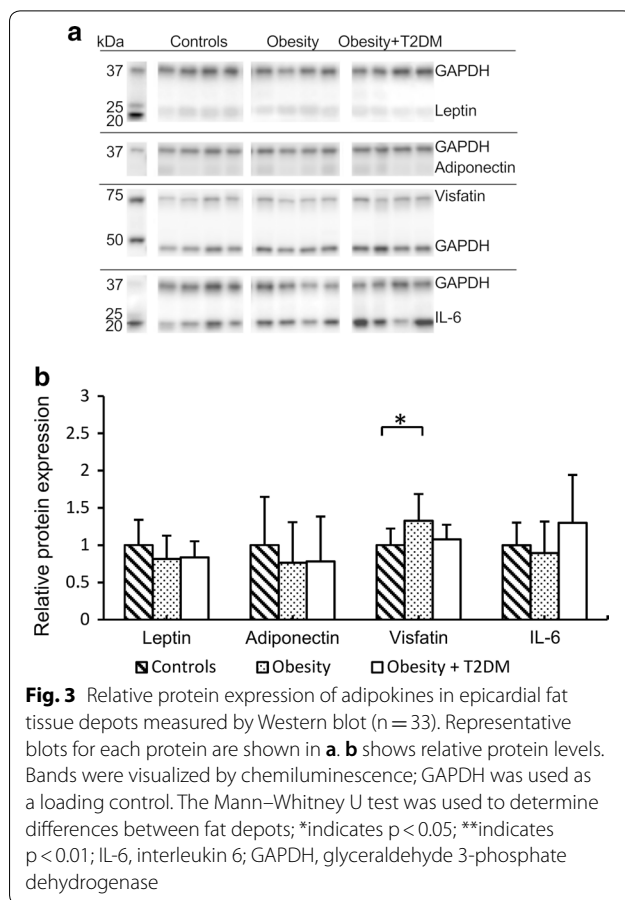 a
kDa Controls Obesity Obesity+T2DM
37 GAPDH
25
20 Leptin
37 GAPDH
Adiponectin
75 Visfatin
50
GAPDH
37 GAPDH
25
20 IL-6
b
Relative protein expression
3
2.5
2
1.5
1
0.5
0
*
Leptin Adiponectin Visfatin IL-6
Controls Obesity Obesity + T2DM
Fig. 3 Relative protein expression of adipokines in epicardial fat
tissue depots measured by Western blot (n = 33). Representative
blots for each protein are shown in a. b shows relative protein levels.
Bands were visualized by chemiluminescence; GAPDH was used as
a loading control. The Mann–Whitney U test was used to determine
differences between fat depots; *indicates p < 0.05; **indicates
p < 0.01; IL-6, interleukin 6; GAPDH, glyceraldehyde 3-phosphate
dehydrogenase